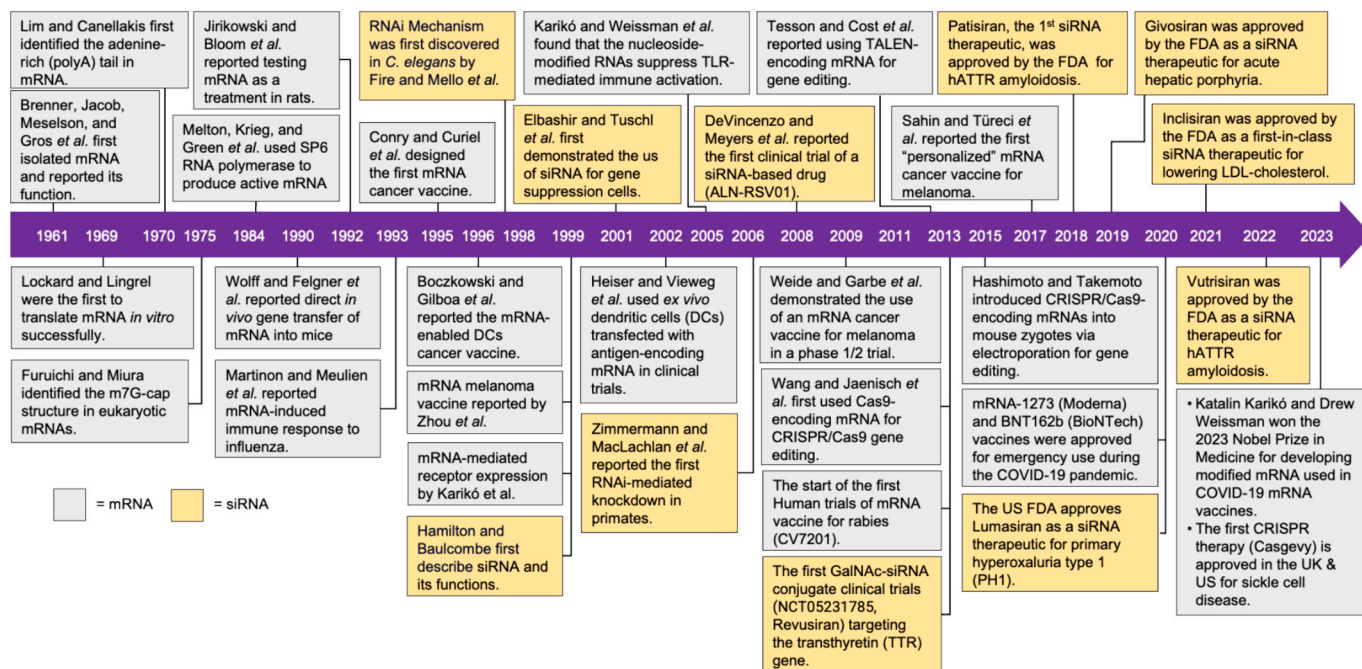 Lim and Canellakis first
identified the adenine-
rich (polyA) tail in
mRNA.
Brenner, Jacob,
Meselson, and
Gros et al. first
isolated mRNA
and reported its
function.
Jirikowski and
Bloom et al.
reported testing
mRNA as a
treatment in rats.
Melton, Krieg, and
Green et al. used SP6
RNA polymerase to
produce active mRNA
RNAi Mechanism
was first discovered
in C. elegans by
Fire and Mello et al.
Conry and Curiel
et al. designed
the first mRNA
cancer vaccine.
Karikó and Weissman et al.
found that the nucleoside-
modified RNAs suppress TLR-
mediated immune activation.
Elbashir and Tuschl
et al. first
demonstrated the us
of siRNA for gene
suppression cells.
DeVincenzo and
Meyers et al. reported
the first clinical trial of a
siRNA-based drug
(ALN-RSV01).
Tesson and Cost et al.
reported using TALEN-
encoding mRNA for
gene editing.
Sahin and Türeci et
al. reported the first
“personalized” mRNA
cancer vaccine for
melanoma.
Patisiran, the 1st siRNA
therapeutic, was
approved by the FDA for
hATTR amyloidosis.
Givosiran was approved
by the FDA as a siRNA
therapeutic for acute
hepatic porphyria.
Inclisiran was approved by
the FDA as a first-in-class
siRNA therapeutic for
lowering LDL-cholesterol.
1961 1969 1970 1975 1984 1990 1992 1993 1995 1996 1998 1999 2001 2002 2005 2006 2008 2009 2011 2013 2015 2017 2018 2019 2020 2021 2022 2023
Lockard and Lingrel
were the first to
translate mRNA in vitro
successfully.
Furuichi and Miura
identified the m7G-cap
structure in eukaryotic
mRNAs.
Wolff and Felgner et
al. reported direct in
vivo gene transfer of
mRNA into mice
Martinon and Meulien
et al. reported
mRNA-induced
immune response to
influenza.
Boczkowski and
Gilboa et al.
reported the mRNA-
enabled DCs
cancer vaccine.
mRNA melanoma
vaccine reported by
Zhou et al.
mRNA-mediated
receptor expression
by Karikó et al.
Hamilton and
Baulcombe first
describe siRNA and
its functions.
Heiser and Vieweg
et al. used ex vivo
dendritic cells (DCs)
transfected with
antigen-encoding
mRNA in clinical
trials.
Zimmermann and
MacLachlan et al.
reported the first
RNAi-mediated
knockdown in
primates.
Weide and Garbe et al.
demonstrated the use
of an mRNA cancer
vaccine for melanoma
in a phase 1/2 trial.
Wang and Jaenisch et
al. first used Cas9-
encoding mRNA for
CRISPR/Cas9 gene
editing.
The start of the first
Human trials of mRNA
vaccine for rabies
(CV7201).
The first GalNAc-siRNA
conjugate clinical trials
(NCT05231785,
Revusiran) targeting
the transthyretin (TTR)
gene.
Hashimoto and Takemoto
introduced CRISPR/Cas9-
encoding mRNAs into
mouse zygotes via
electroporation for gene
editing.
mRNA-1273 (Moderna)
and BNT162b (BioNTech)
vaccines were approved
for emergency use during
the COVID-19 pandemic.
The US FDA approves
Lumasiran as a siRNA
therapeutic for primary
hyperoxaluria type 1
(PH1).
Vutrisiran was
approved by the
FDA as a siRNA
therapeutic for
hATTR
amyloidosis.
• Katalin Karikó and Drew
Weissman won the
2023 Nobel Prize in
Medicine for developing
modified mRNA used in
COVID-19 mRNA
vaccines.
• The first CRISPR
therapy (Casgevy) is
approved in the UK &
US for sickle cell
disease.
= mRNA
= siRNA